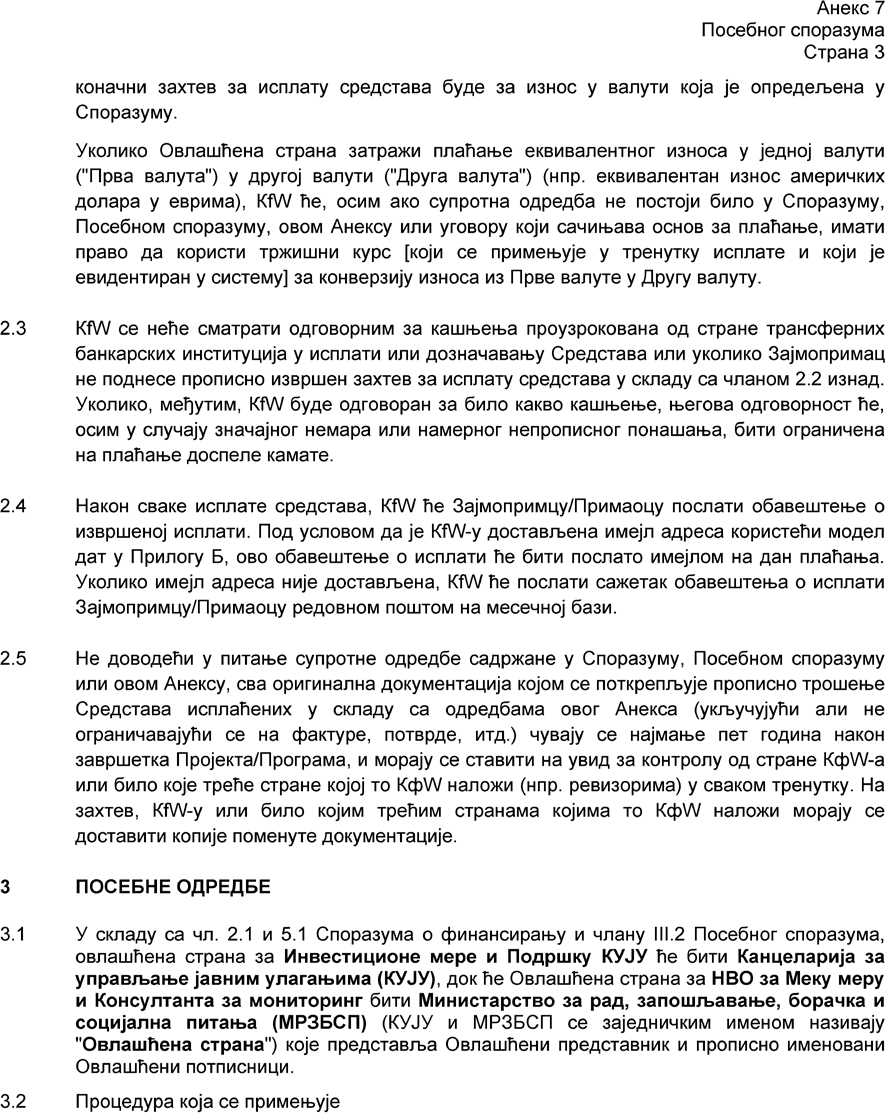 Анекс 7
Посебног споразума
Страна 3
коначни захтев за исплату средстава буде за износ у валути која је опредељена у
Споразуму.
Уколико Овлашћена страна затражи плаћање еквивалентног износа у једној валути
("Прва валута") у другој валути ("Друга валута") (нпр. еквивалентан износ америчких
долара у еврима), KfW ће, осим ако супротна одредба не постоји било у Споразуму,
Посебном споразуму, овом Анексу или уговору који сачињава основ за плаћање, имати
право да користи тржишни курс [који се примењује у тренутку исплате и који је
евидентиран у систему] за конверзију износа из Прве валуте у Другу валуту.
2.3 KfW се неће сматрати одговорним за кашњења проузрокована од стране трансферних
банкарских институција у исплати или дозначавању Средстава или уколико Зајмопримац
не поднесе прописно извршен захтев за исплату средстава у складу са чланом 2.2 изнад.
Уколико, међутим, KfW буде одговоран за било какво кашњење, његова одговорност ће,
осим у случају значајног немара или намерног непрописног понашања, бити ограничена
на плаћање доспеле камате.
2.4 Након сваке исплате средстава, KfW ће Зајмопримцу/Примаоцу послати обавештење о
извршеној исплати. Под условом да је KfW-у достављена имејл адреса користећи модел
дат у Прилогу Б, ово обавештење о исплати ће бити послато имејлом на дан плаћања.
Уколико имејл адреса није достављена, KfW ће послати сажетак обавештења о исплати
Зајмопримцу/Примаоцу редовном поштом на месечној бази.
2.5 Не доводећи у питање супротне одредбе садржане у Споразуму, Посебном споразуму
или овом Анексу, сва оригинална документација којом се поткрепљује прописно трошење
Средстава исплаћених у складу са одредбама овог Анекса (укључујући али не
ограничавајући се на фактуре, потврде, итд.) чувају се најмање пет година након
завршетка Пројекта/Програма, и морају се ставити на увид за контролу од стране КфW-а
или било које треће стране којој то КфW наложи (нпр. ревизорима) у сваком тренутку. На
захтев, KfW-у или било којим трећим странама којима то КфW наложи морају се
доставити копије поменуте документације.
3 ПОСЕБНЕ ОДРЕДБЕ
3.1 У складу са чл. 2.1 и 5.1 Споразума о финансирању и члану III.2 Посебног споразума,
овлашћена страна за Инвестиционе мере и Подршку КУЈУ ће бити Канцеларија за
управљање јавним улагањима (КУЈУ), док ће Овлашћена страна за НВО за Меку меру
и Консултанта за мониторинг бити Министарство за рад, запошљавање, борачка и
социјална питања (МРЗБСП) (КУЈУ и МРЗБСП се заједничким именом називају
"Овлашћена страна") које представља Овлашћени представник и прописно именовани
Овлашћени потписници.
3.2 Процедура која се примењује